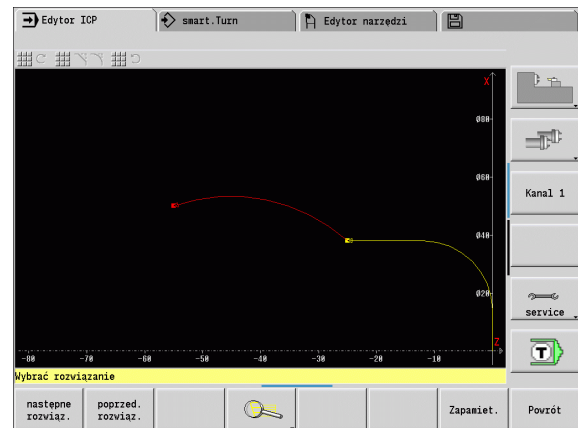 Edytor ICP
smart.Turn
Edytor narzędzi
X
Ø80
Ø60
Kanal 1
Ø40
Ø20
service
Z
-80 -70 -60 -50 -40 -30 -20 -10
T
Wybrać rozwiązanie
następne rozwiąz.
poprzed. rozwiąz.
Zapamiet.
Powrót